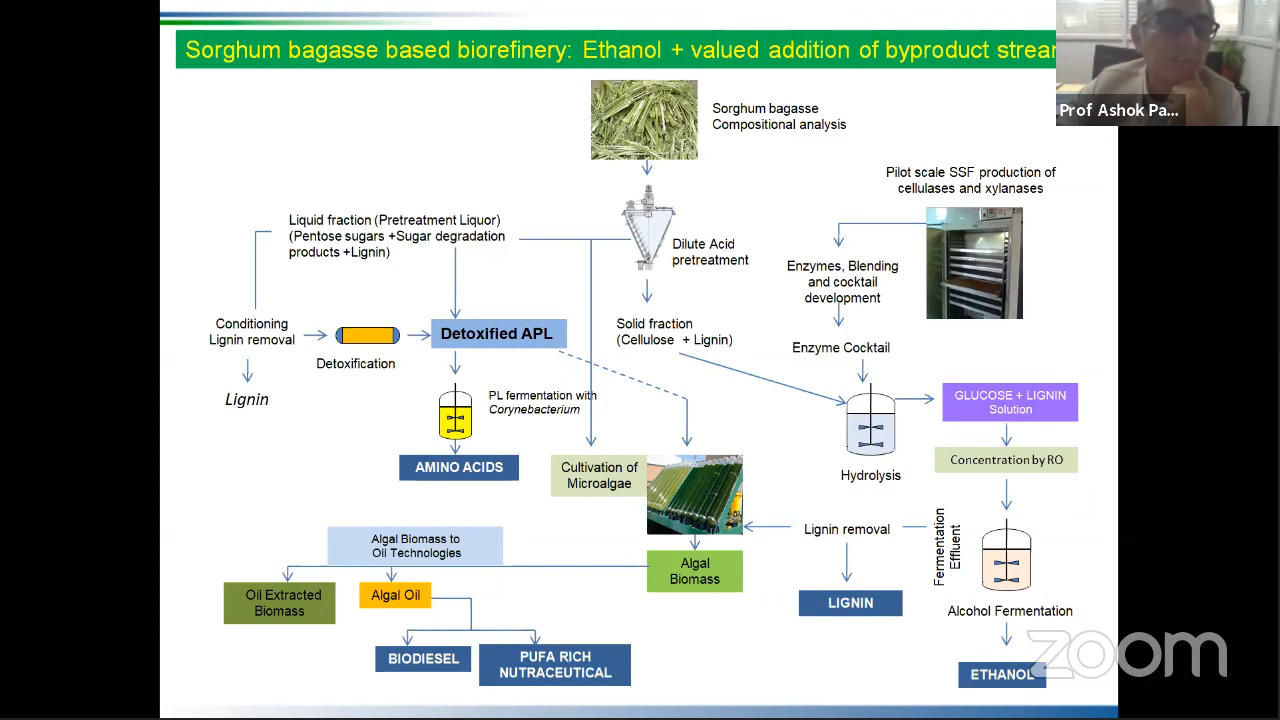 Sorghum bagasse based biorefinery: Ethanol + valued addition of byproduct
Prof Ashok Pa...
Sorghum bagasse
Compositional analysis
Pilot scale SSF production of
cellulases and xylanases
Liquid fraction (Pretreatment Liquor)
(Pentose sugars +Sugar degradation
products +Lignin)
Dilute Acid
pretreatment
Enzymes, Blending
and cocktail
development
Conditioning
Lignin removal
Detoxification
Detoxified APL
Solid fraction
(Cellulose + Lignin)
Enzyme Cocktail
Lignin
PL fermentation with
Corynebacterium
GLUCOSE + LIGNIN
Solution
AMINO ACIDS
Cultivation of
Microalgae
Hydrolysis
Concentration by RO
Algal Biomass to
Oil Technologies
Lignin removal
Fermentation
Effluent
Algal
Biomass
Oil Extracted
Biomass
Algal Oil
LIGNIN
Alcohol Fermentation
BIODIESEL
PUFA RICH
NUTRACEUTICAL
ETHANOL
zoom